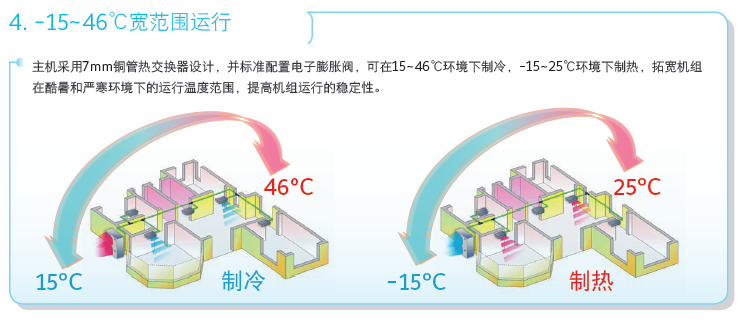 4. -15~46℃宽范围运行
主机采用7mm铜管热交换器设计，并标准配置电子膨胀阀，可在15~46℃环境下制冷，-15~25℃环境下制热，拓宽机组
在酷暑和严寒环境下的运行温度范围，提高机组运行的稳定性。
46°C
25°C
15°C
制冷
-15°C
制热